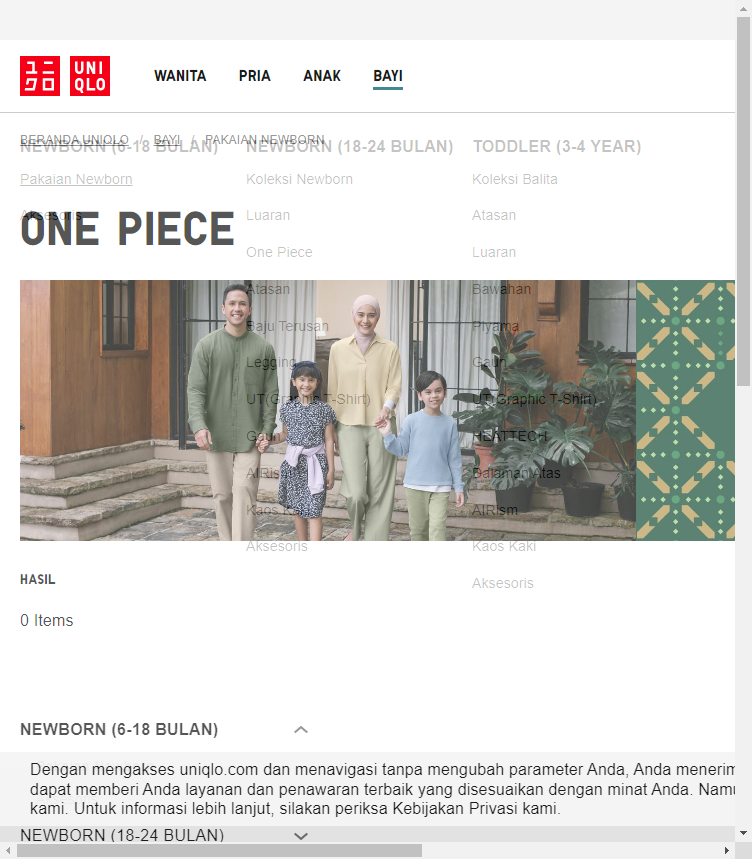 ユニ
クロ
UNI
QLO
WANITA PRIA ANAK BAYI
BERANDA UNIQLO / BAYI / PAKAIAN NEWBORN
NEWBORN (6-18 BULAN) NEWBORN (18-24 BULAN) TODDLER (3-4 YEAR)
Pakaian Newborn Koleksi Newborn Koleksi Balita
Aksesoris Luaran Atasan
ONE PIECE
One Piece Luaran
Atasan Bawahan
Baju Terusan Piyama
Legging Gaun
UT(Graphic T-Shirt) UT(Graphic T-Shirt)
Gaun HEATTECH
AIRism Dalaman Atas
Kaos Kaki AIRism
Aksesoris Kaos Kaki
Aksesoris
HASIL
0 Items
NEWBORN (6-18 BULAN)
Dengan mengakses uniqlo.com dan menavigasi tanpa mengubah parameter Anda, Anda menerim
dapat memberi Anda layanan dan penawaran terbaik yang disesuaikan dengan minat Anda. Namu
kami. Untuk informasi lebih lanjut, silakan periksa Kebijakan Privasi kami.
NEWBORN (18-24 BULAN)